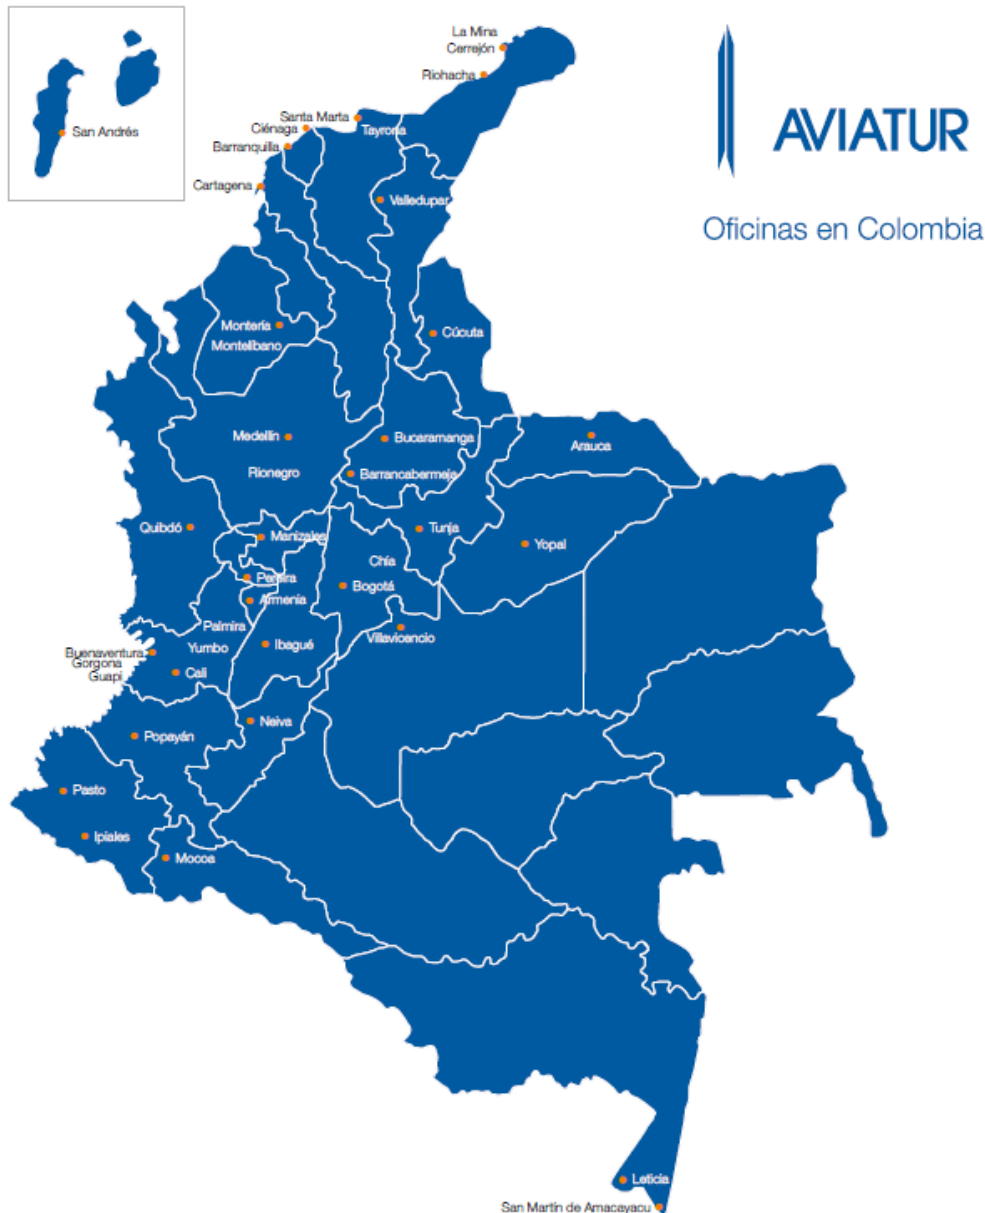 La Mina
Cerrejón
Riohacha
AVIATUR
Santa Marta
Ciénaga
Tayrona
San Andrés
Barranquilla
Cartagena
Valledupar
Oficinas en Colombia
Montería
Montelíbano
Cúcuta
Medellín
Bucaramanga
Arauca
Rionegro
Barrancabermeja
Quibdó
Manizales
Tunja
Yopal
Chía
Pereira
Bogotá
Armenia
Palmira
Villavicencio
Yumbo
Ibagué
Buenaventura
Gorgona
Guapi
Cali
Neiva
Popayán
Pasto
Ipiales
Mocoa
Leticia
San Martín de Amacayacu